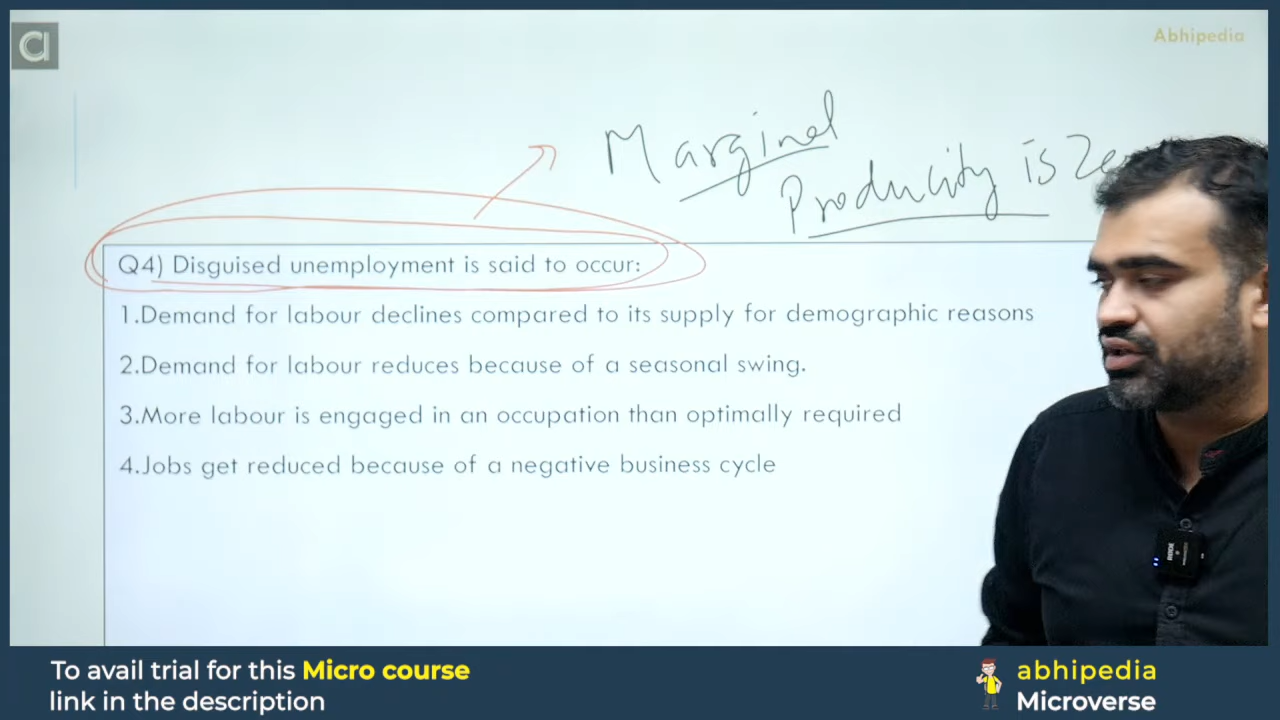 Abhipedia
Marginal
Producity is
Q4) Disguised unemployment is said to occur:
1.Demand for labour declines compared to its supply for demographic reasons
2.Demand for labour reduces because of a seasonal swing.
3.More labour is engaged in an occupation than optimally required
4.Jobs get reduced because of a negative business cycle
To avail trial for this Micro course
link in the description
abhipedia
Microverse